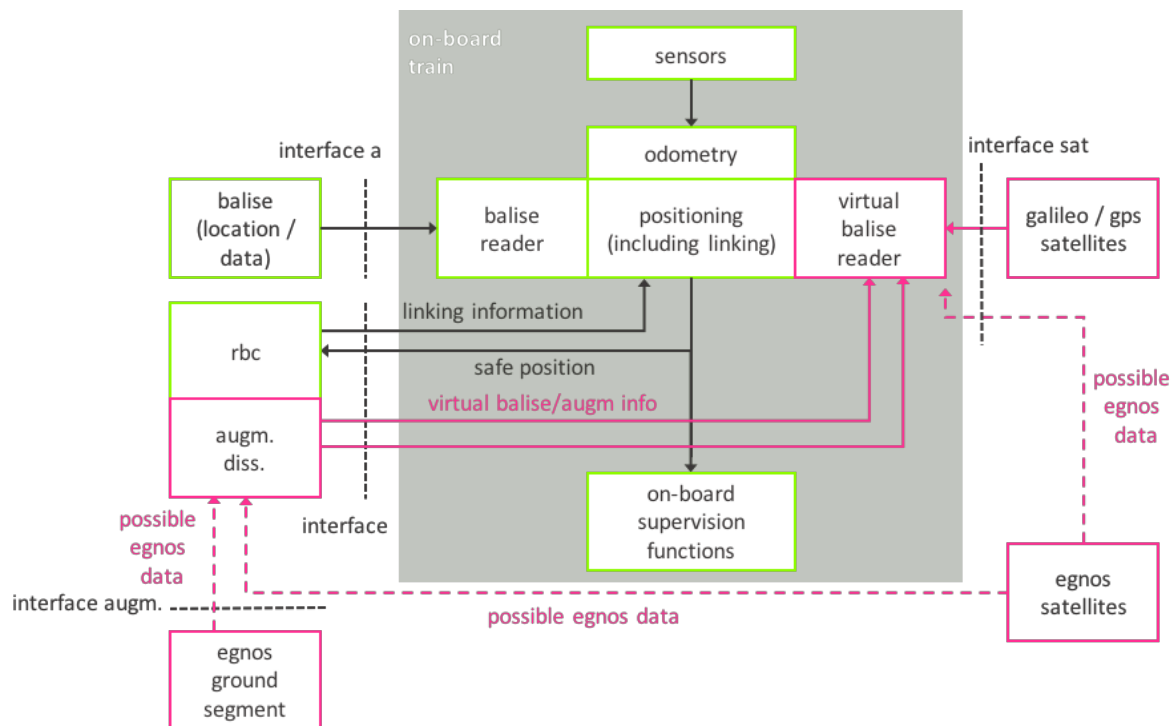 on-board
train
sensors
interface a
odometry
interface sat
balise
(location /
data)
balise
reader
positioning
(including linking)
virtual
balise
reader
galileo / gps
satellites
linking information
rbc
safe position
possible
egnos
data
virtual balise/augm info
augm.
diss.
on-board
supervision
functions
interface
possible
egnos
data
interface augm.
possible egnos data
egnos
satellites
egnos
ground
segment